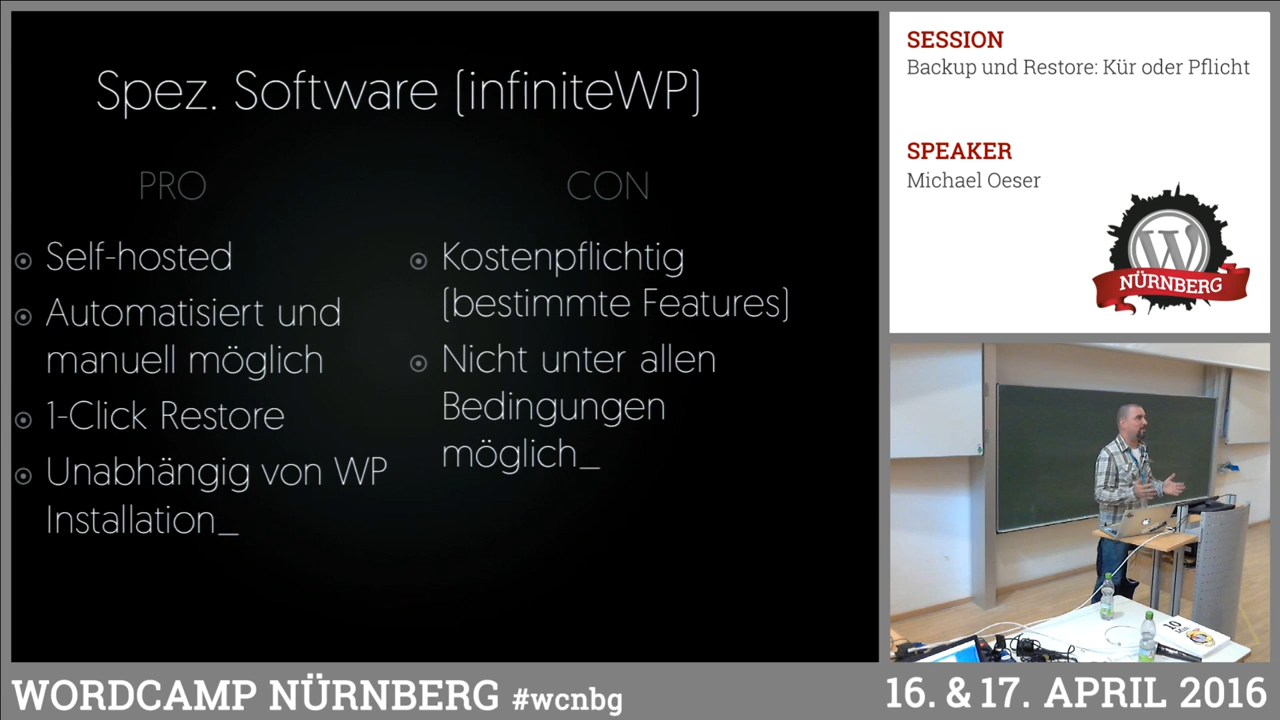 Spez. Software (infiniteWP)
PRO
Self-hosted
Automatisiert und
manuell möglich
1-Click Restore
Unabhängig von WP
Installation_
CON
Kostenpflichtig
(bestimmte Features)
Nicht unter allen
Bedingungen
möglich_
SESSION
Backup und Restore: Kür oder Pflicht
SPEAKER
Michael Oeser
W
NÜRNBERG
10
Min
WORDCAMP NÜRNBERG #wcnbg
16. & 17. APRIL 2016